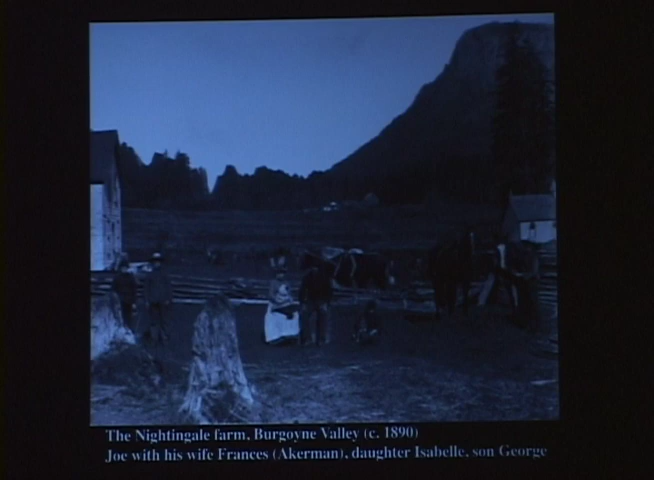 The Nightingale farm, Burgoyne Valley (c. 1890)
Joe with his wife Frances (Akerman), daughter Isabelle, son George